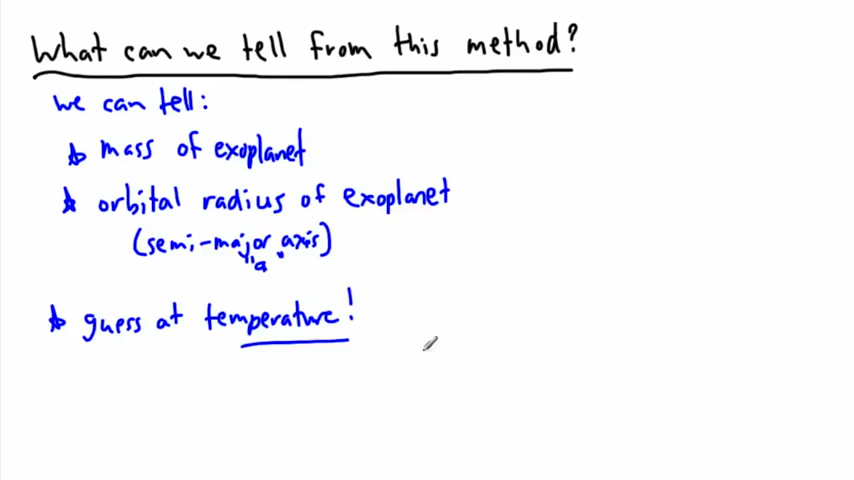 What can we tell from this method?
we can tell:
mass of exoplanet
orbital radius of exoplanet
(semi-major axis)
"a"
guess at temperature!